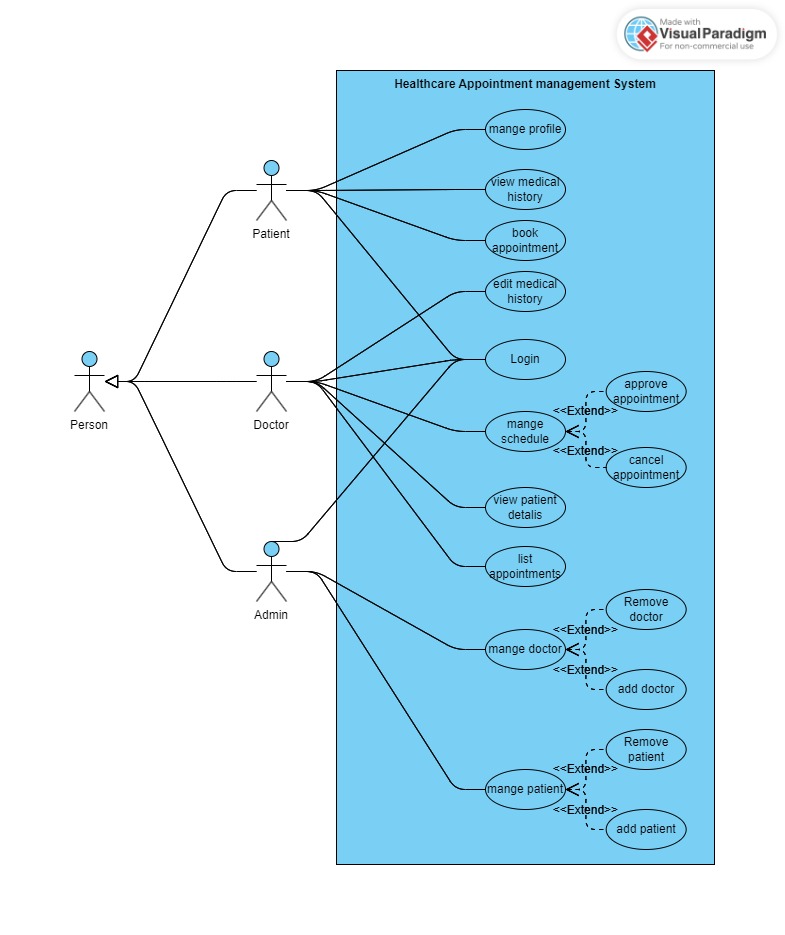 Made with
VisualParadigm
For non-commercial use
Healthcare Appointment management System
mange profile
view medical
history
Patient
book
appointment
edit medical
history
Login
Person
Doctor
approve
appointment
<<Extend>>
mange
schedule
<<Extend>>
cancel
appointment
view patient
detalis
list
appointments
Admin
Remove
doctor
<<Extend>>
mange doctor
<<Extend>>
add doctor
Remove
patient
<<Extend>>
mange patient
<<Extend>>
add patient